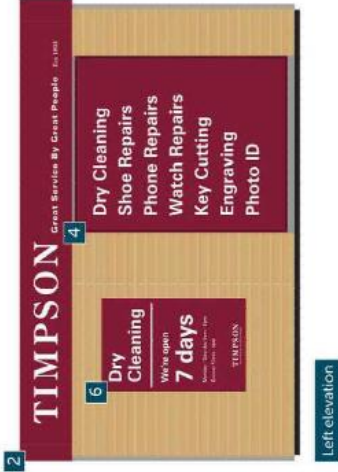 2
TIMPSON Great Service By Great People Est 1865
4
Dry Cleaning
Shoe Repairs
Phone Repairs
Watch Repairs
Key Cutting
Engraving
Photo ID
6
Dry
Cleaning
We're open
7 days
TIMPSON
Left elevation